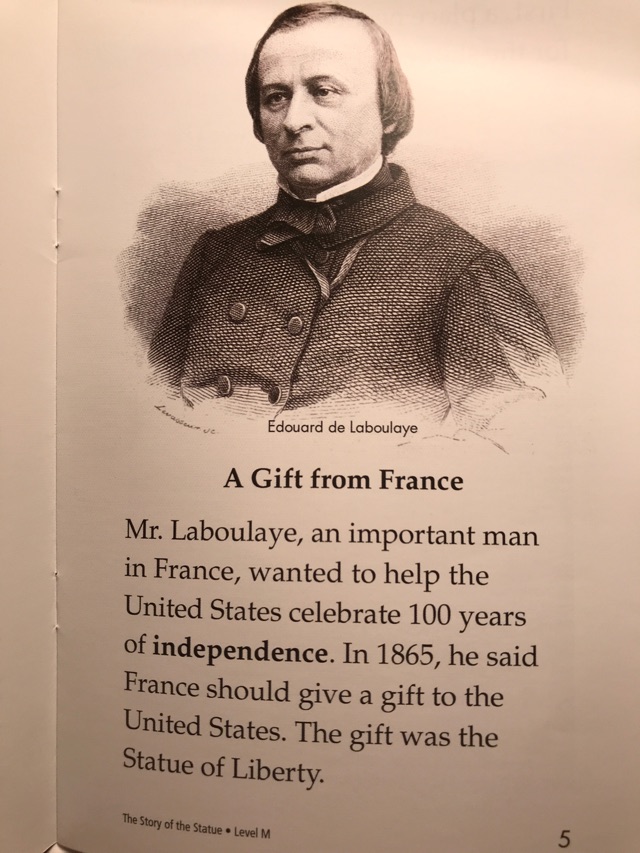 Edouard de Laboulaye
A Gift from France
Mr. Laboulaye, an important man
in France, wanted to help the
United States celebrate 100 years
of independence. In 1865, he said
France should give a gift to the
United States. The gift was the
Statue of Liberty.
The Story of the Statue • Level M
5